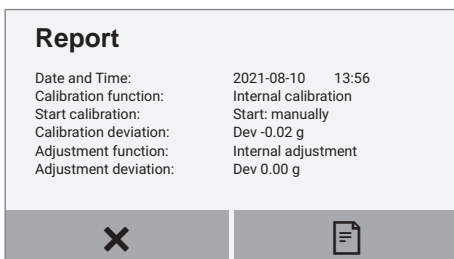 Report
Date and Time: 2021-08-10 13:56
Calibration function: Internal calibration
Start calibration: Start: manually
Calibration deviation: Dev -0.02 g
Adjustment function: Internal adjustment
Adjustment deviation: Dev 0.00 g